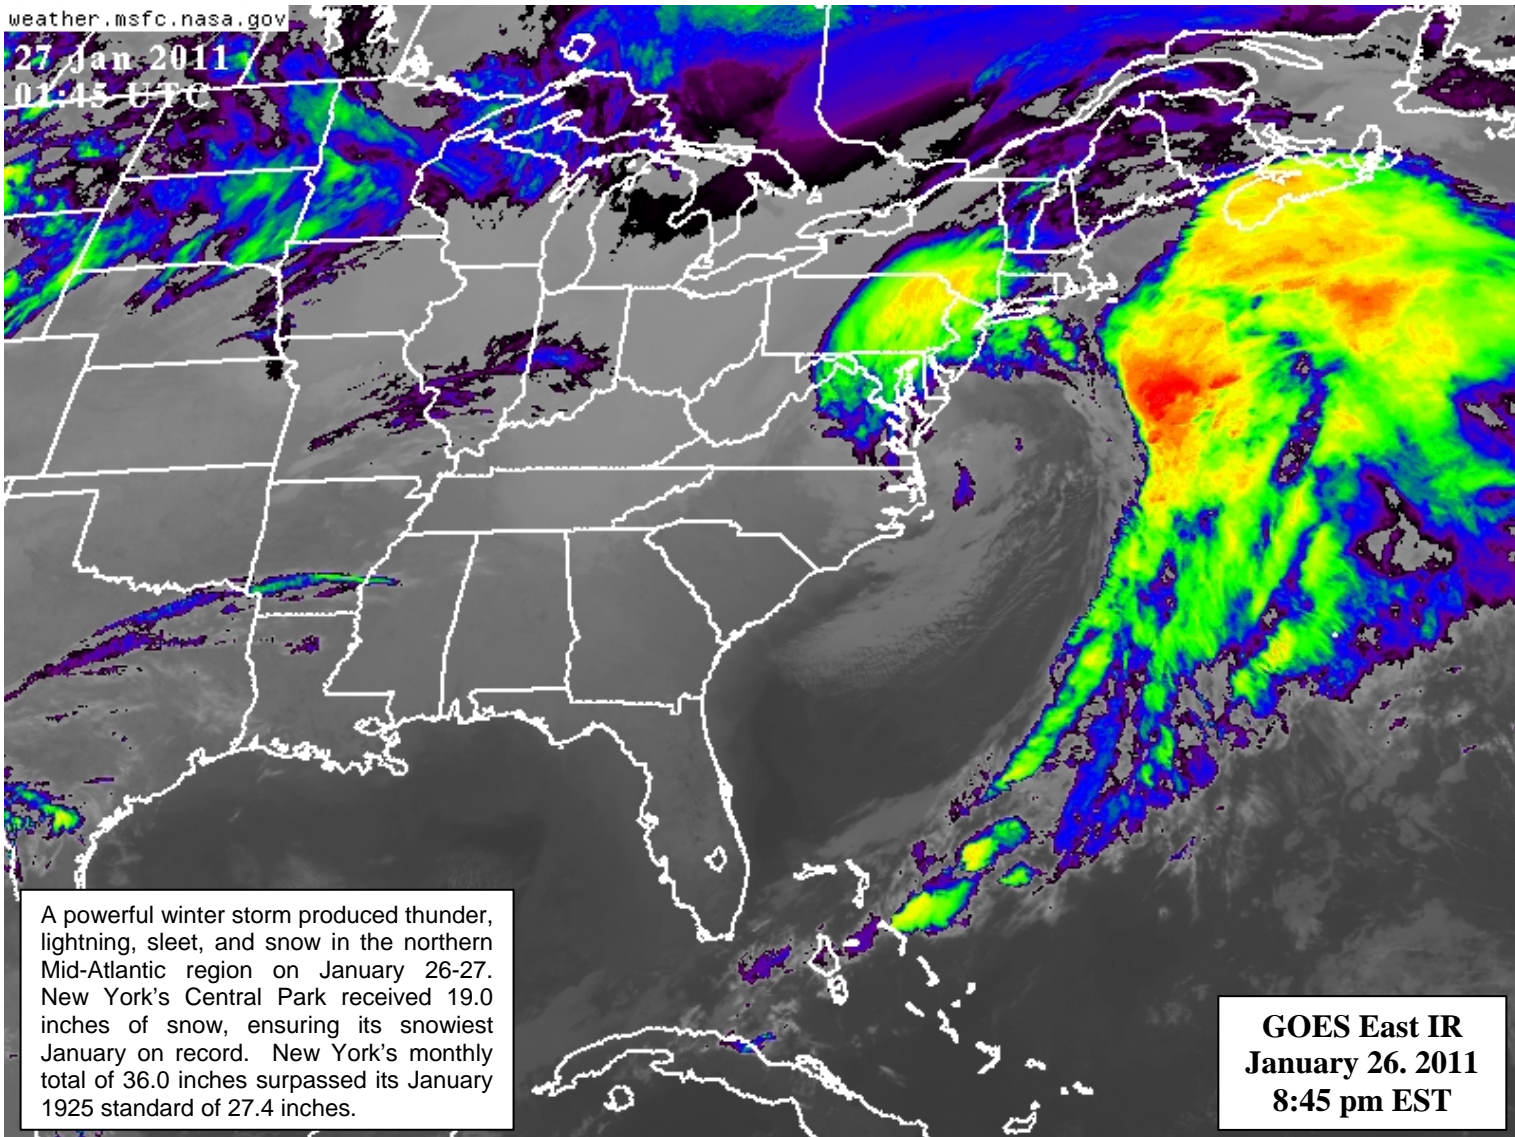 weather.msfc.nasa.gov
27 Jan 2011
01:45 UTC
A powerful winter storm produced thunder,
lightning, sleet, and snow in the northern
Mid-Atlantic region on January 26-27.
New York’s Central Park received 19.0
inches of snow, ensuring its snowiest
January on record. New York’s monthly
total of 36.0 inches surpassed its January
1925 standard of 27.4 inches.
GOES East IR
January 26. 2011
8:45 pm EST